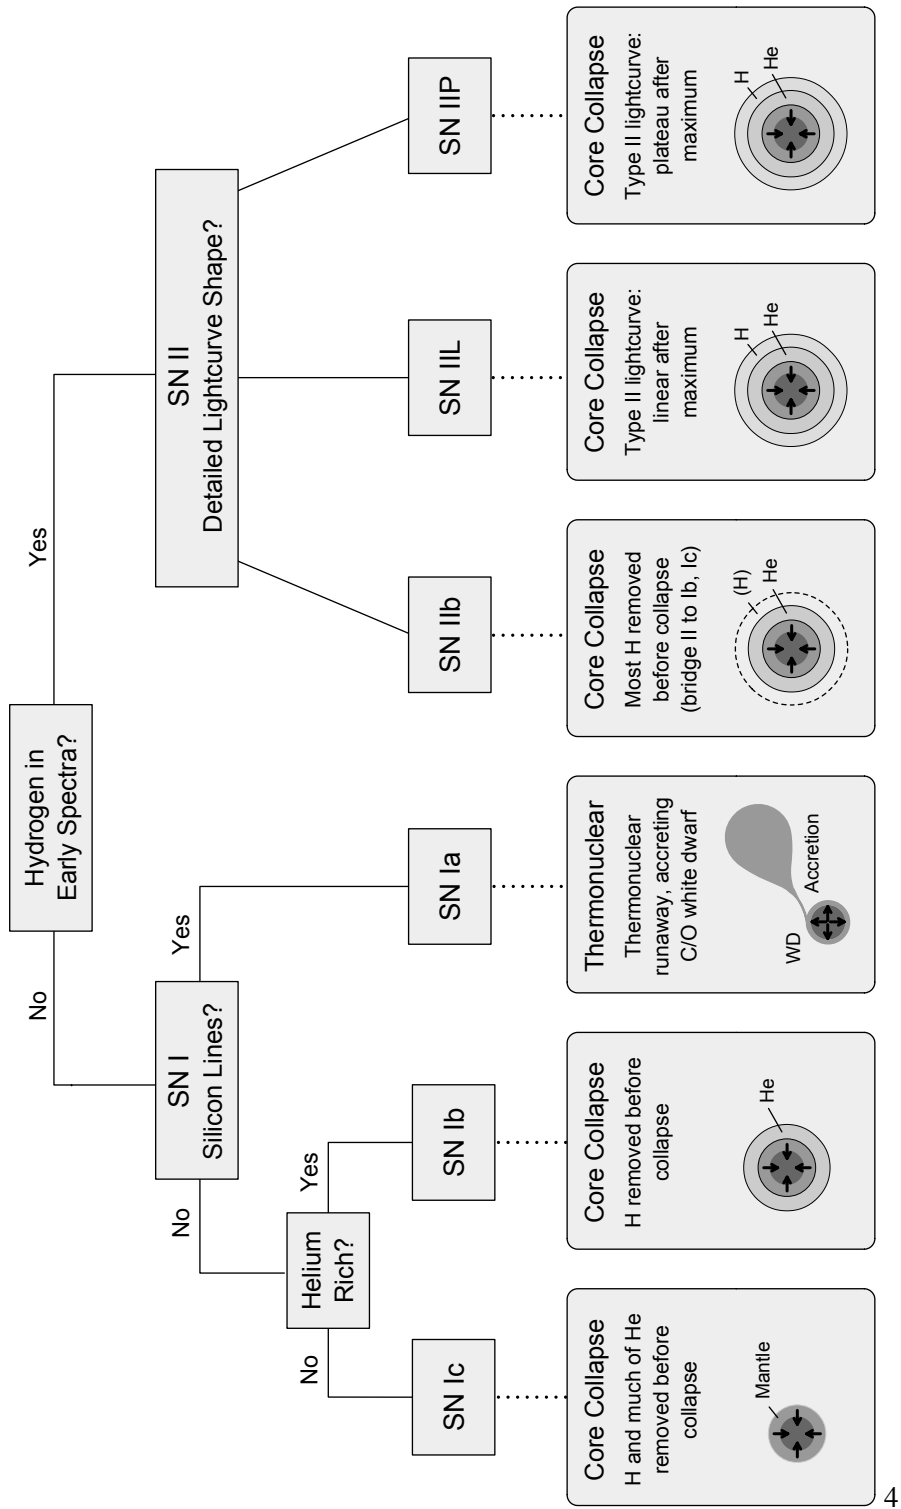 Hydrogen in
Early Spectra?
No
Yes
SN I
Silicon Lines?
SN II
Detailed Lightcurve Shape?
No
Yes
Helium
Rich?
No
Yes
SN Ic
SN Ib
SN Ia
SN IIb
SN IIL
SN IIP
Core Collapse
H and much of He
removed before
collapse
Mantle
Core Collapse
H removed before
collapse
He
Thermonuclear
Thermonuclear
runaway, accreting
C/O white dwarf
WD
Accretion
Core Collapse
Most H removed
before collapse
(bridge II to Ib, Ic)
(H)
He
Core Collapse
Type II lightcurve:
linear after
maximum
H
He
Core Collapse
Type II lightcurve:
plateau after
maximum
H
He
4